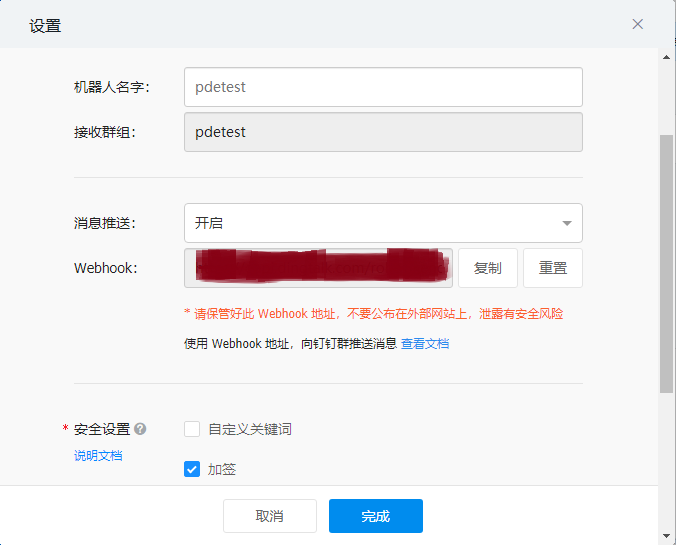 设置
机器人名字：
pdetest
接收群组：
pdetest
消息推送：
开启
Webhook：
复制
重置
* 请保管好此 Webhook 地址，不要公布在外部网站上，泄露有安全风险
使用 Webhook 地址，向钉钉群推送消息 查看文档
* 安全设置
自定义关键词
说明文档
加签
取消
完成